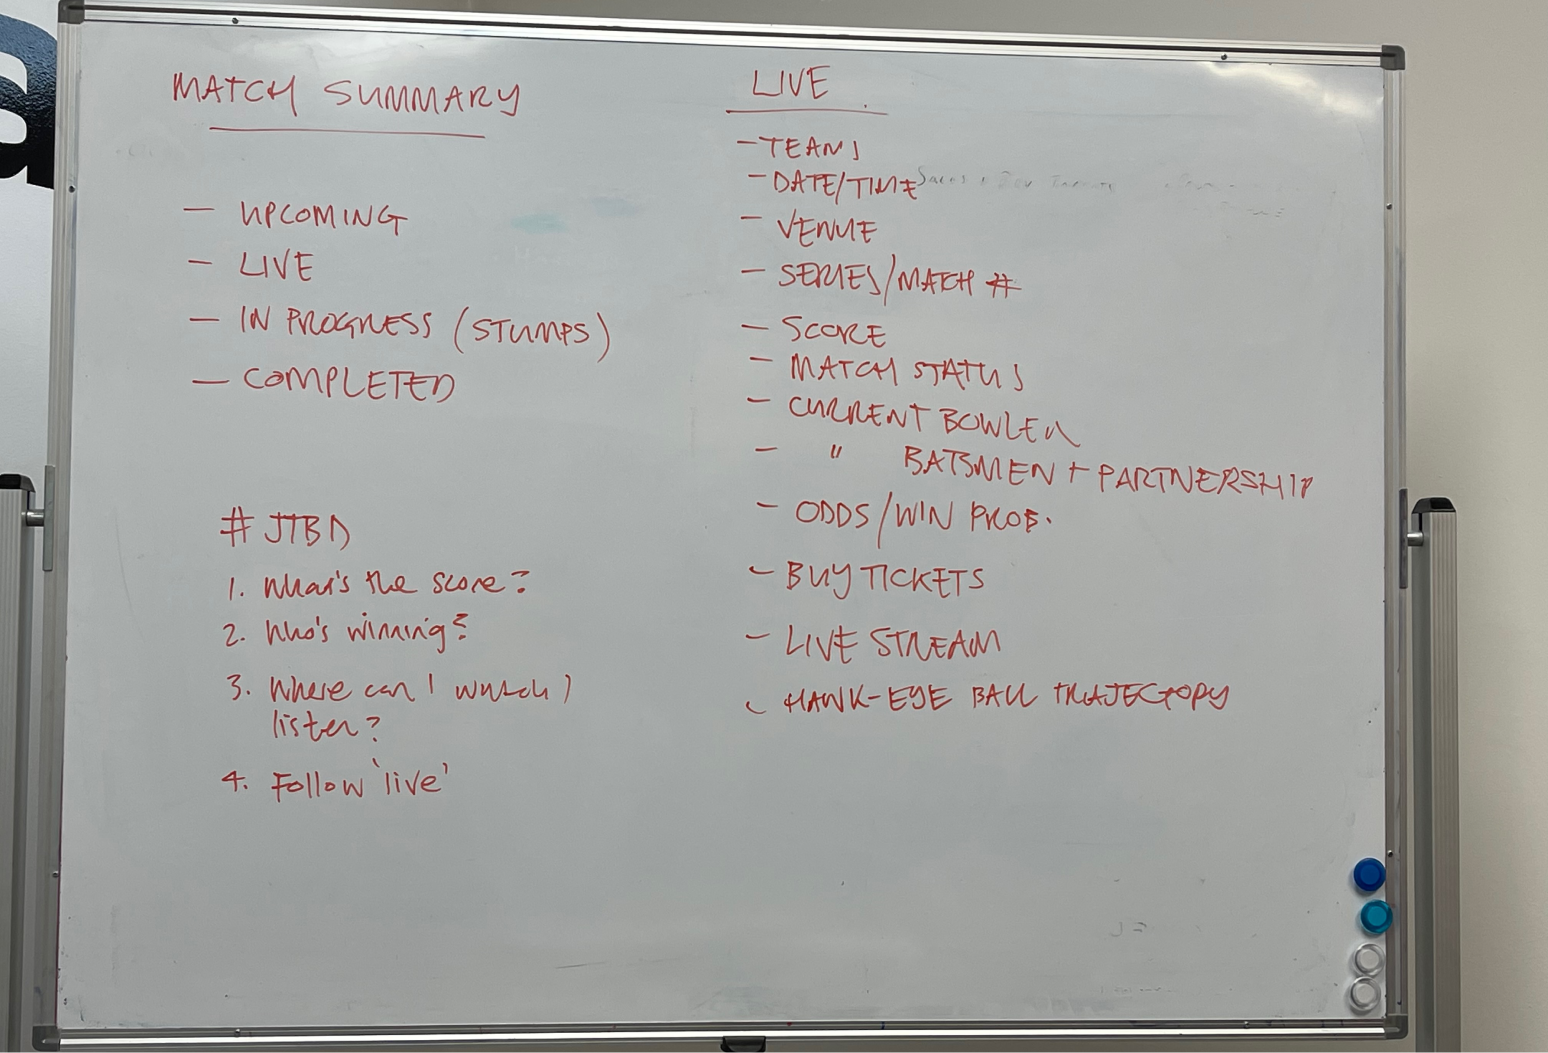 MATCH SUMMARY
- UPCOMING
- LIVE
- IN PROGRESS (STUMPS)
- COMPLETED
# JTBD
1. What's the score?
2. Who's winning?
3. Where can I watch /
listen?
4. Follow 'live'
LIVE
- TEAMS
- DATE/TIME
- VENUE
- SERIES/MATCH #
- SCORE
- MATCH STATUS
- CURRENT BOWLER
- " BATSMEN + PARTNERSHIP
- ODDS/WIN PROB.
- BUY TICKETS
- LIVE STREAM
- HAWK-EYE BALL TRAJECTORY